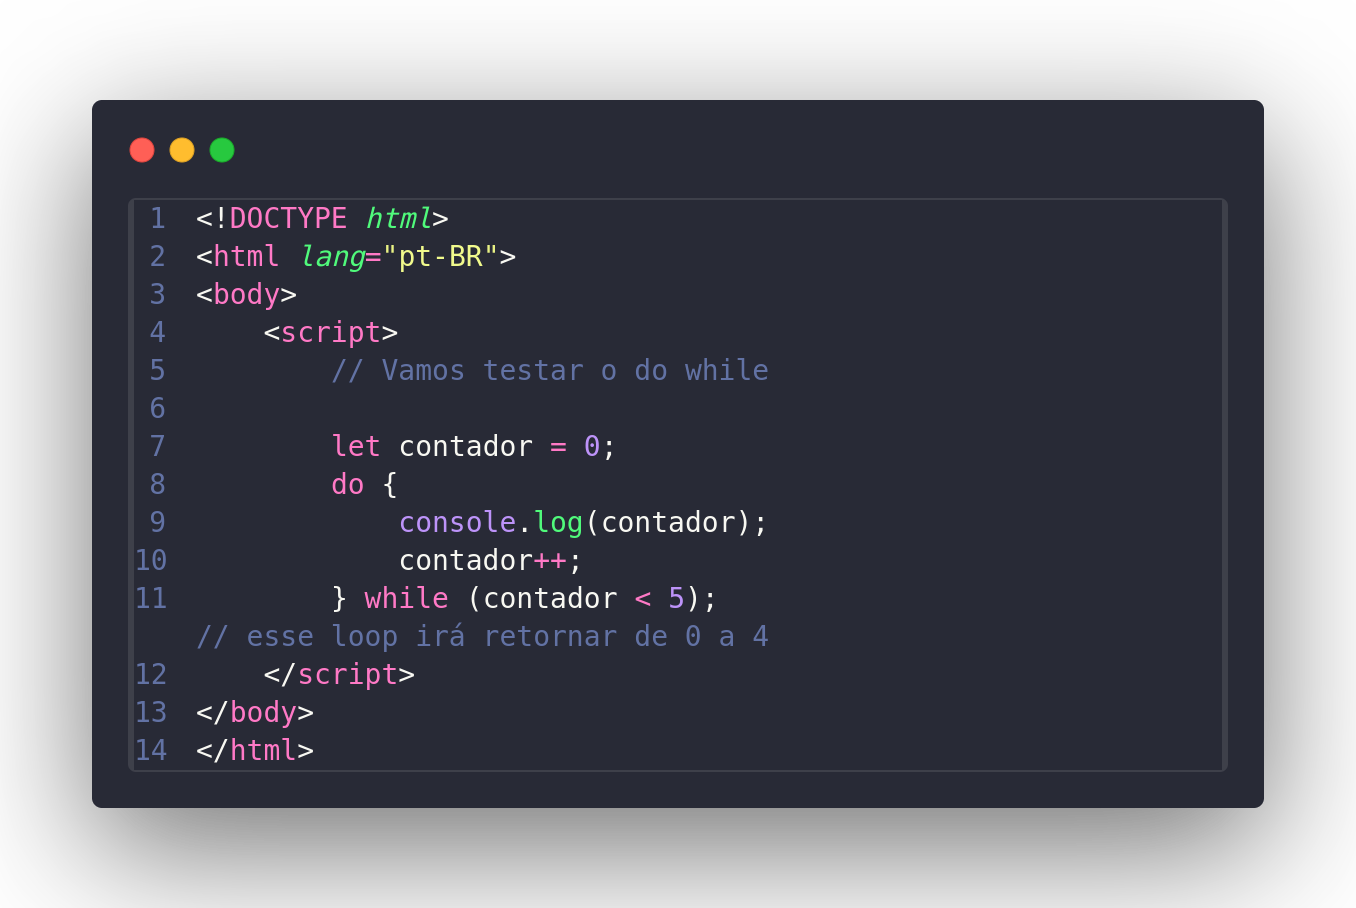 1 <!DOCTYPE html>
2 <html lang="pt-BR">
3 <body>
4     <script>
5         // Vamos testar o do while
6
7         let contador = 0;
8         do {
9             console.log(contador);
10             contador++;
11         } while (contador < 5);
// esse loop irá retornar de 0 a 4
12     </script>
13 </body>
14 </html>